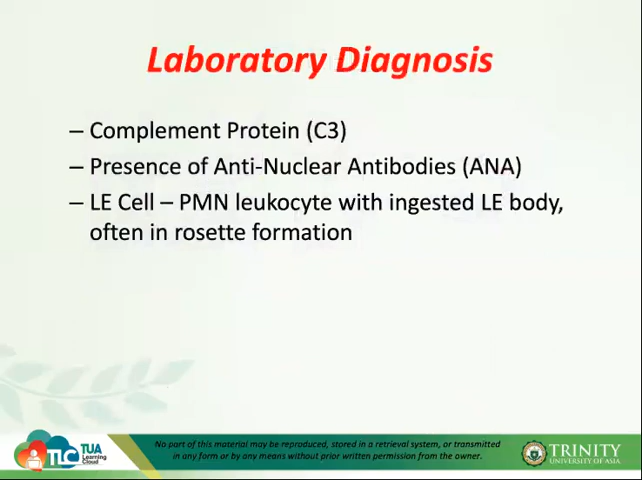 Laboratory Diagnosis
– Complement Protein (C3)
– Presence of Anti-Nuclear Antibodies (ANA)
– LE Cell – PMN leukocyte with ingested LE body,
often in rosette formation
TLC
TUA
Learning
Cloud
No part of this material may be reproduced, stored in a retrieval system, or transmitted
in any form or by any means without prior written permission from the owner.
TRINITY
UNIVERSITY OF ASIA